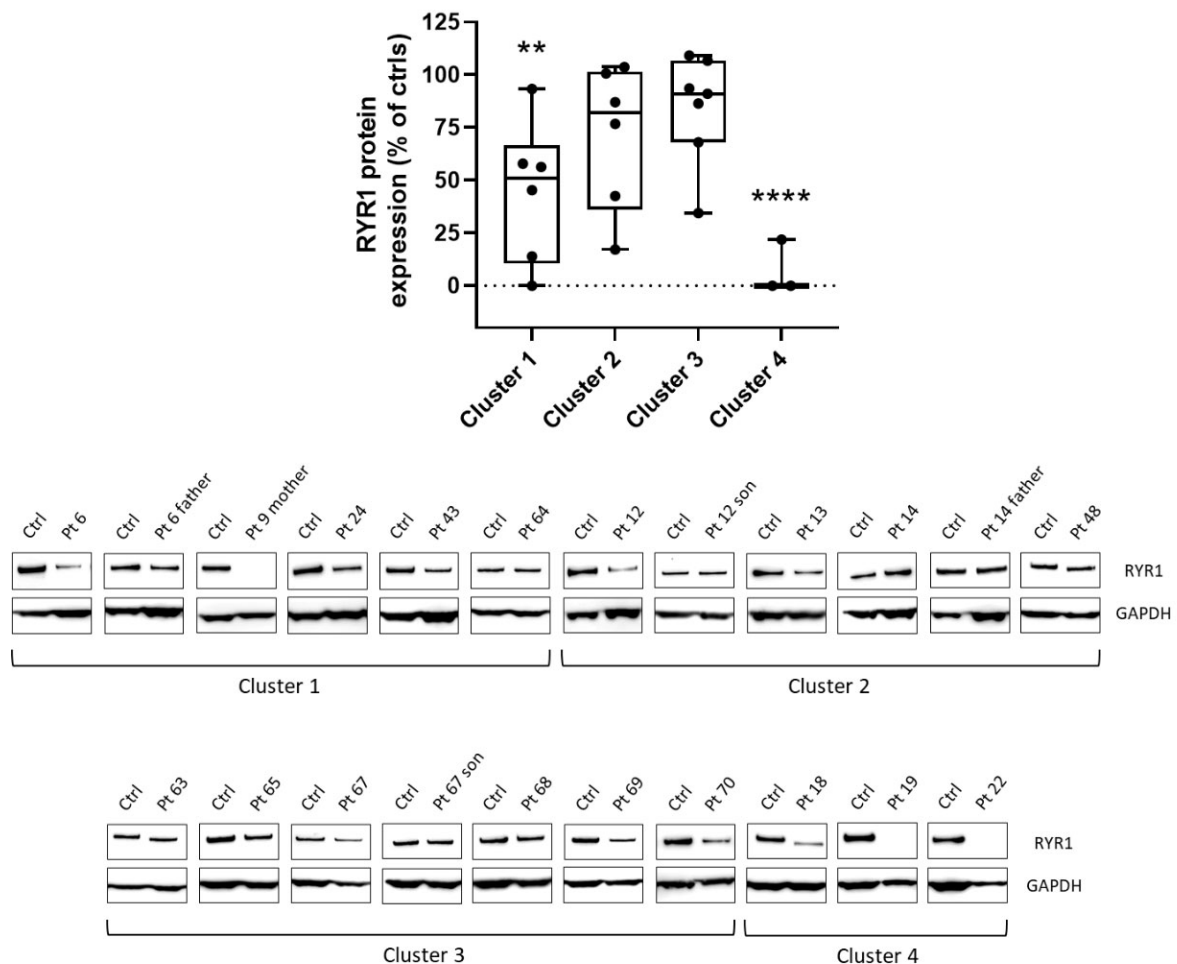 125
100
75
50
25
0
RYR1 protein
expression (% of ctrls)
** ****
Cluster 1 Cluster 2 Cluster 3 Cluster 4
Ctrl Pt 6 Ctrl Pt 6 father Ctrl Pt 9 mother Ctrl Pt 24 Ctrl Pt 43 Ctrl Pt 64 Ctrl Pt 12 Ctrl Pt 12 son Ctrl Pt 13 Ctrl Pt 14 Ctrl Pt 14 father Ctrl Pt 48
RYR1
GAPDH
Cluster 1 Cluster 2
Ctrl Pt 63 Ctrl Pt 65 Ctrl Pt 67 Ctrl Pt 67 son Ctrl Pt 68 Ctrl Pt 69 Ctrl Pt 70 Ctrl Pt 18 Ctrl Pt 19 Ctrl Pt 22
RYR1
GAPDH
Cluster 3 Cluster 4